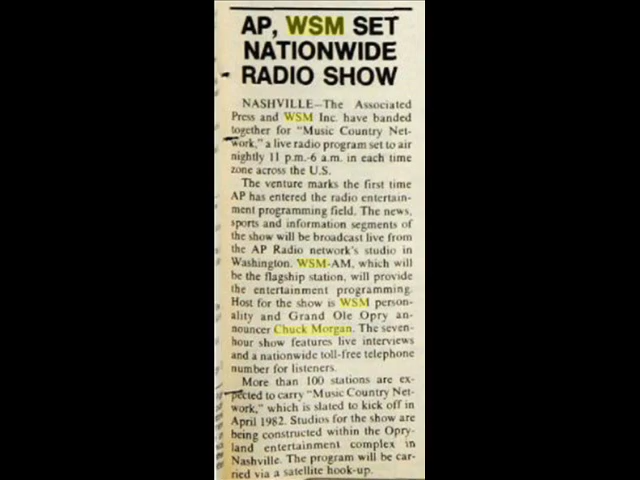 AP, WSM SET
NATIONWIDE
RADIO SHOW
NASHVILLE—The Associated
Press and WSM Inc. have banded
together for "Music Country Net-
work," a live radio program set to air
nightly 11 p.m.-6 a.m. in each time
zone across the U.S.
The venture marks the first time
AP has entered the radio entertain-
ment programming field. The news,
sports and information segments of
the show will be broadcast live from
the AP Radio network's studio in
Washington. WSM-AM, which will
be the flagship station, will provide
the entertainment programming.
Host for the show is WSM person-
ality and Grand Ole Opry an-
nouncer Chuck Morgan. The seven-
hour show features live interviews
and a nationwide toll-free telephone
number for listeners.
More than 100 stations are ex-
pected to carry "Music Country Net-
work," which is slated to kick off in
April 1982. Studios for the show are
being constructed within the Opry-
land entertainment complex in
Nashville. The program will be car-
ried via a satellite hook-up.